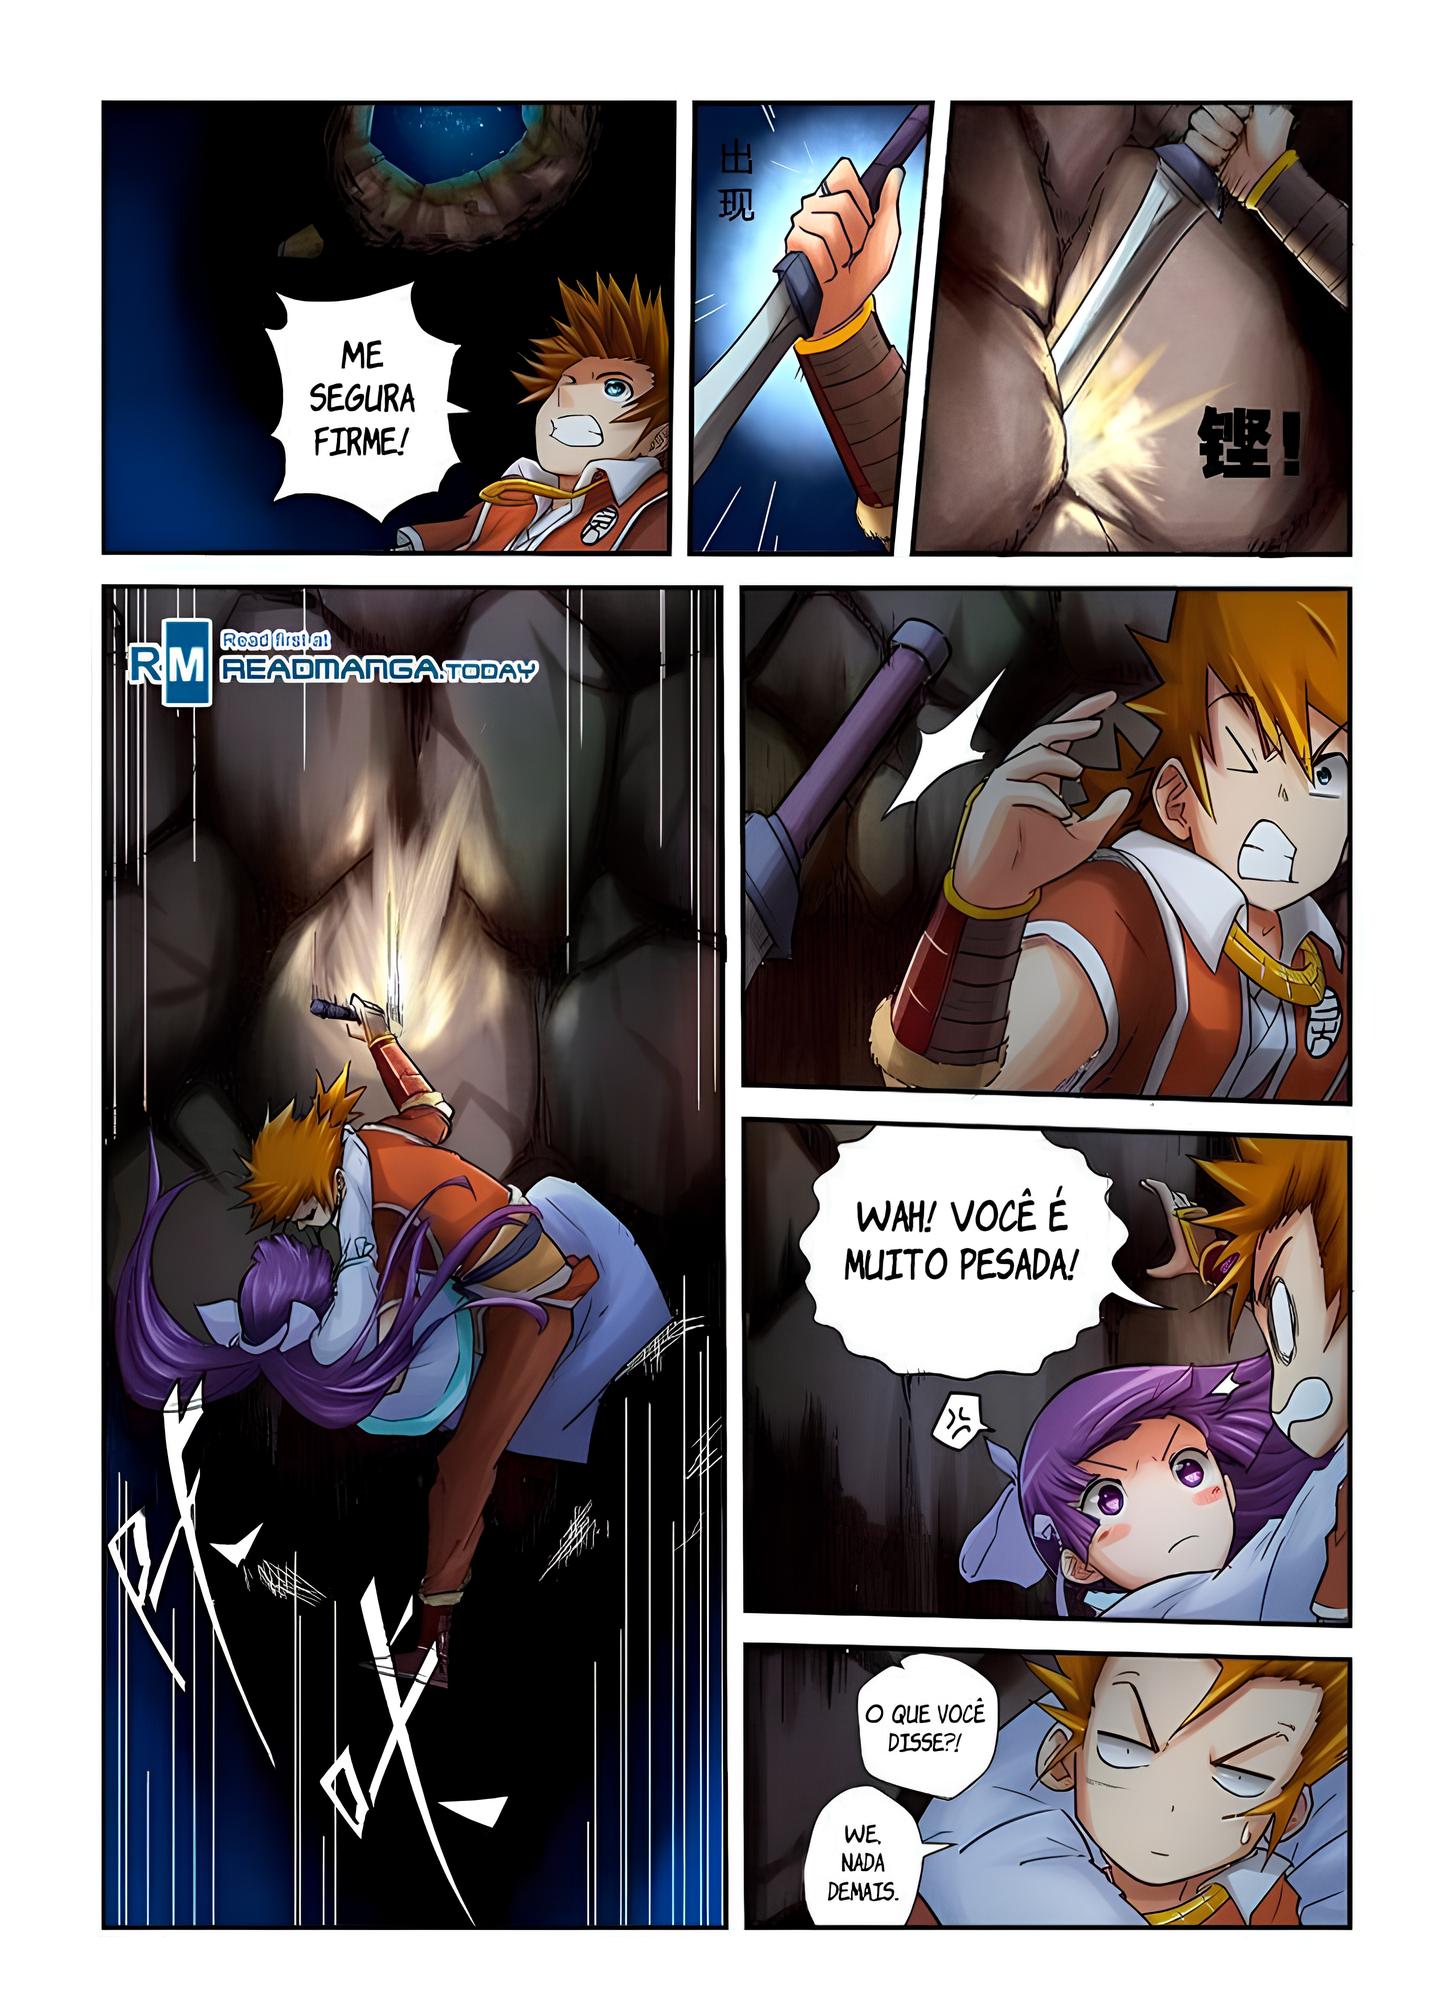 ME
SEGURA
FIRME!
出
现
铿!
Read first at
RM READMANGA.TODAY
WAH! VOCÊ É
MUITO PESADA!
O QUE VOCÊ
DISSE?!
WE,
NADA
DEMAIS.